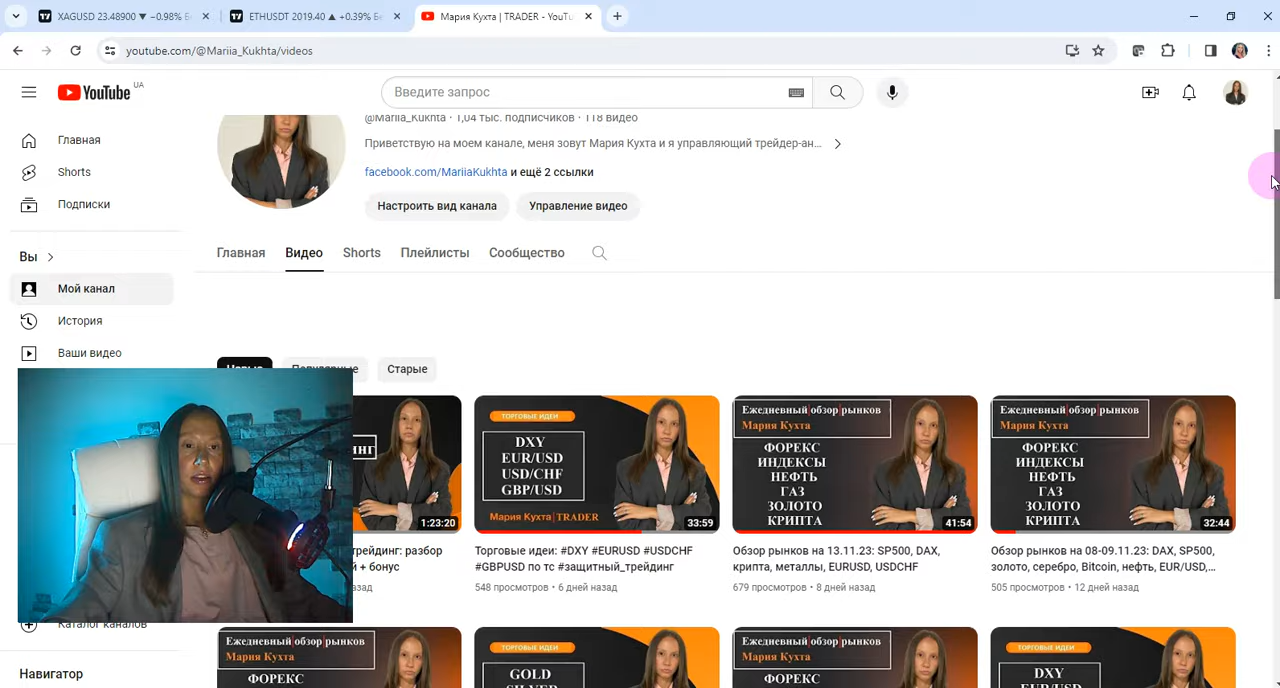 XAGUSD 23.48900 ▼ −0.98% Б
ETHUSDT 2019.40 ▲ +0.39% Б
Мария Кухта | TRADER - YouTu
youtube.com/@Mariia_Kukhta/videos
YouTube UA
Введите запрос
@Mariia_Kukhta · 1,04 тыс. подписчиков · 118 видео
Приветствую на моем канале, меня зовут Мария Кухта и я управляющий трейдер-ан...
facebook.com/MariiaKukhta и ещё 2 ссылки
Настроить вид канала
Управление видео
Главная
Shorts
Подписки
Вы
Мой канал
История
Ваши видео
Каталог каналов
Навигатор
Главная
Видео
Shorts
Плейлисты
Сообщество
Новые
Популярные
Старые
НГ
1:23:20
трейдинг: разбор
+ бонус
зад
ТОРГОВЫЕ ИДЕИ
DXY
EUR/USD
USD/CHF
GBP/USD
Мария Кухта | TRADER
33:59
Торговые идеи: #DXY #EURUSD #USDCHF
#GBPUSD по тс #защитный_трейдинг
548 просмотров • 6 дней назад
Ежедневный обзор рынков
Мария Кухта
ФОРЕКС
ИНДЕКСЫ
НЕФТЬ
ГАЗ
ЗОЛОТО
КРИПТА
41:54
Обзор рынков на 13.11.23: SP500, DAX,
крипта, металлы, EURUSD, USDCHF
679 просмотров • 8 дней назад
Ежедневный обзор рынков
Мария Кухта
ФОРЕКС
ИНДЕКСЫ
НЕФТЬ
ГАЗ
ЗОЛОТО
КРИПТА
32:44
Обзор рынков на 08-09.11.23: DAX, SP500,
золото, серебро, Bitcoin, нефть, EUR/USD,...
505 просмотров • 12 дней назад
Ежедневный обзор рынков
Мария Кухта
ФОРЕКС
ТОРГОВЫЕ ИДЕИ
GOLD
SILVER
Ежедневный обзор рынков
Мария Кухта
ФОРЕКС
ТОРГОВЫЕ ИДЕИ
DXY
EUR/USD